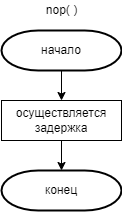 nop( )
начало
осуществляется
задержка
конец